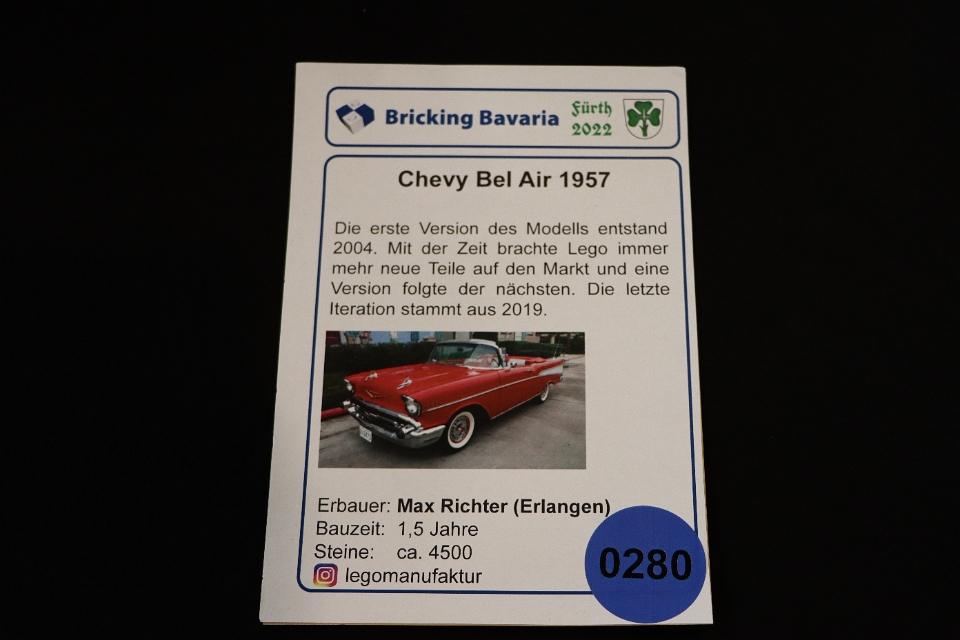 Bricking Bavaria
Fürth
2022
Chevy Bel Air 1957
Die erste Version des Modells entstand
2004. Mit der Zeit brachte Lego immer
mehr neue Teile auf den Markt und eine
Version folgte der nächsten. Die letzte
Iteration stammt aus 2019.
Erbauer: Max Richter (Erlangen)
Bauzeit: 1,5 Jahre
Steine: ca. 4500
legomanufaktur
0280